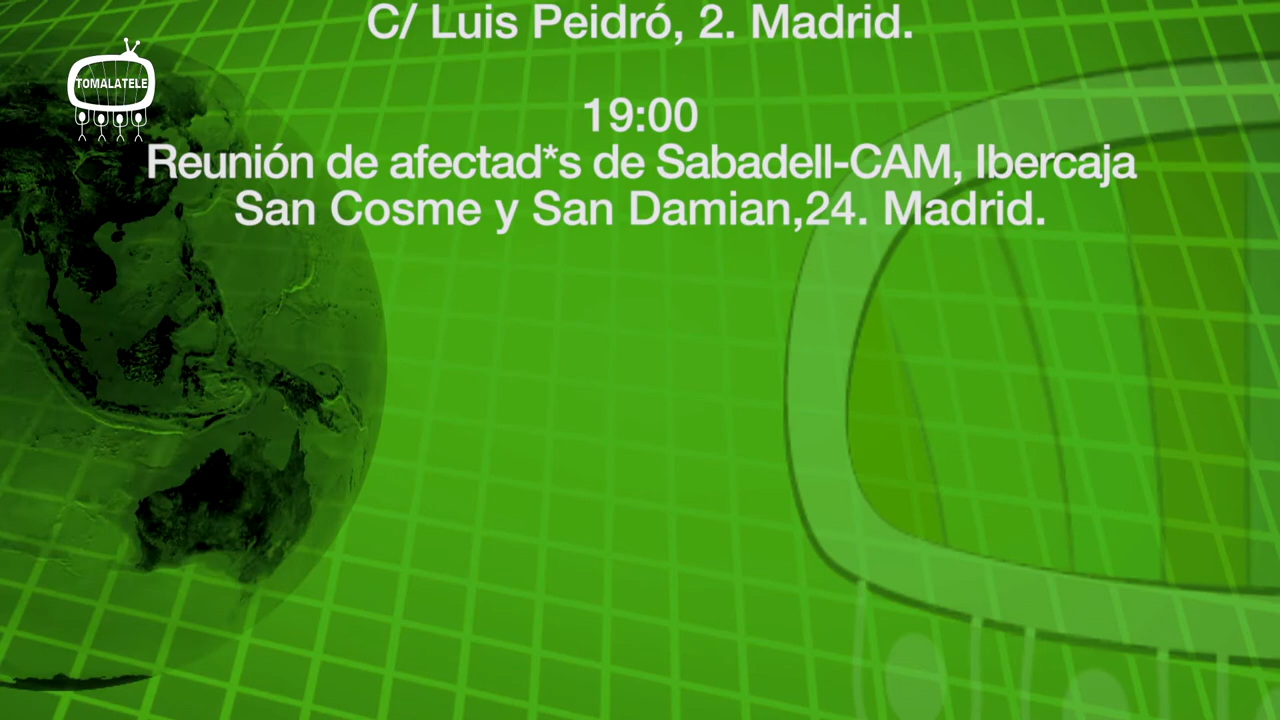 C/ Luis Peidró, 2. Madrid.
TOMALATELE
19:00
Reunión de afectad*s de Sabadell-CAM, Ibercaja
San Cosme y San Damian,24. Madrid.